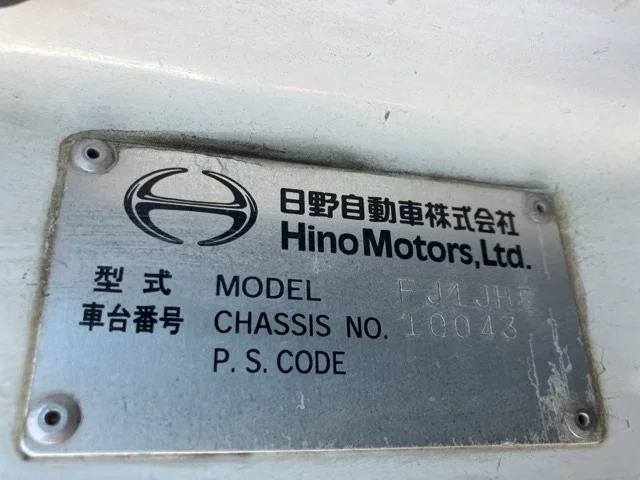 日野自動車株式会社
Hino Motors, Ltd.
型式 MODEL FJ1JHE
車台番号 CHASSIS NO. 10043
P. S. CODE